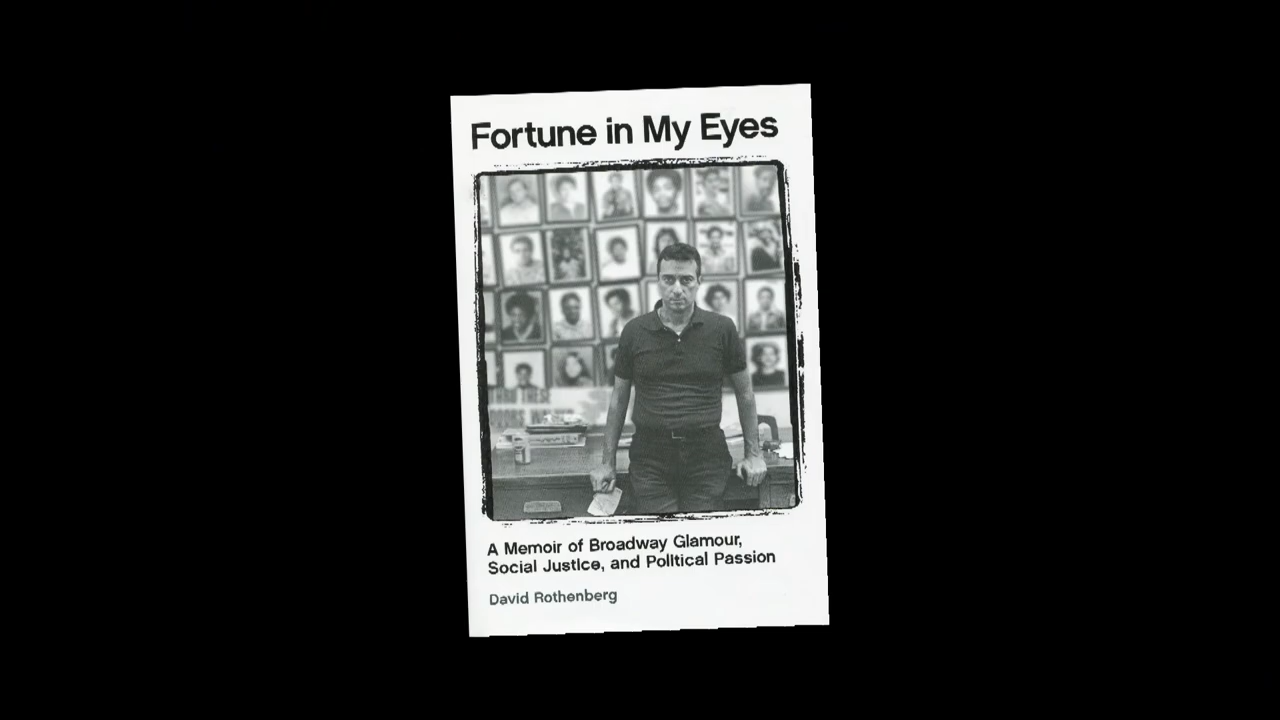 Fortune in My Eyes
A Memoir of Broadway Glamour,
Social Justice, and Political Passion
David Rothenberg